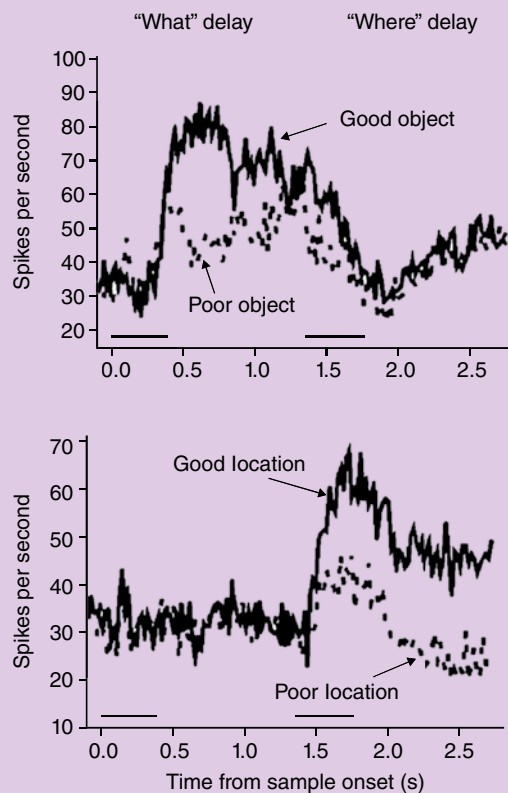 “What” delay “Where” delay
100
90
80
70
60
50
40
30
20
Spikes per second
Good object
Poor object
0.0 0.5 1.0 1.5 2.0 2.5
70
60
50
40
30
20
10
Spikes per second
Good location
Poor location
0.0 0.5 1.0 1.5 2.0 2.5
Time from sample onset (s)